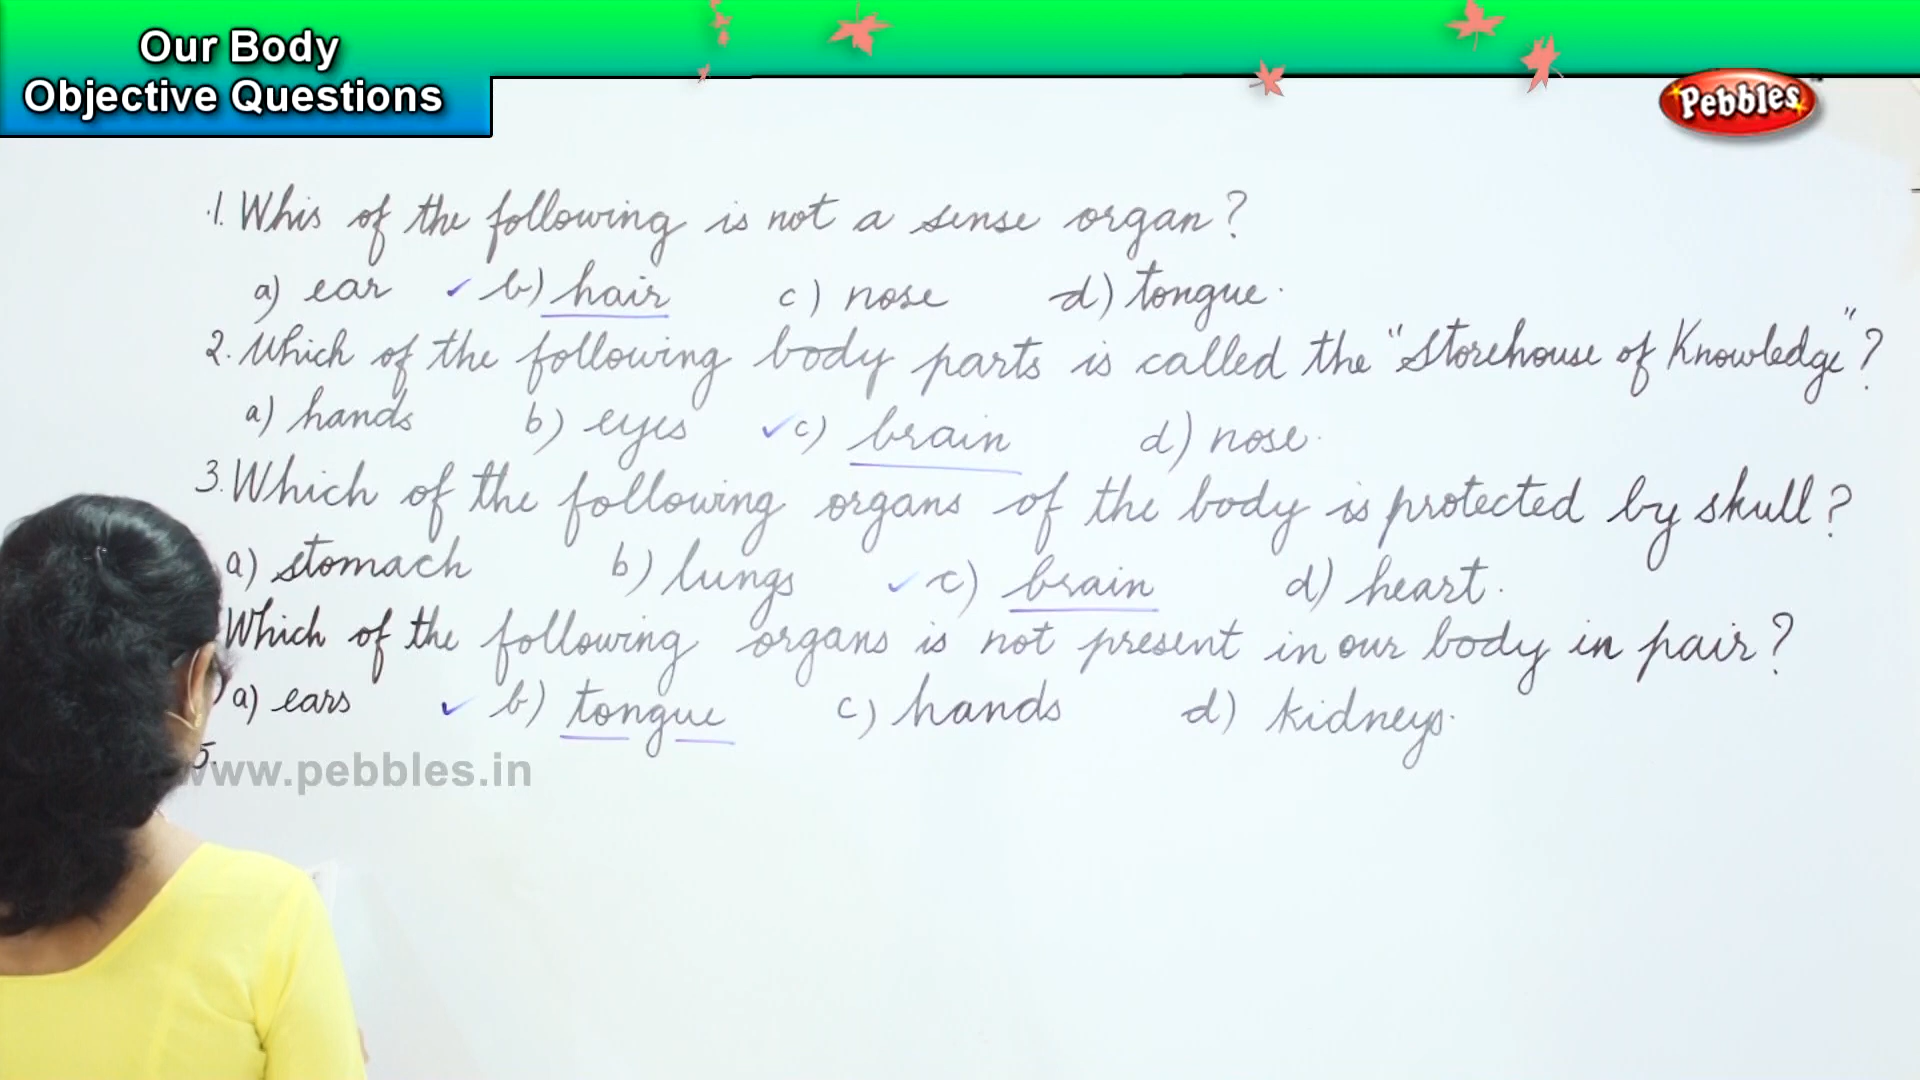 Our Body
Objective Questions
Pebbles
1. Whis of the following is not a sense organ?
a) ear ✓ b) hair c) nose d) tongue.
2. Which of the following body parts is called the "Storehouse of Knowledge"?
a) hands b) eyes ✓ c) brain d) nose.
3. Which of the following organs of the body is protected by skull?
a) stomach b) lungs ✓ c) brain d) heart.
Which of the following organs is not present in our body in pair?
a) ears ✓ b) tongue c) hands d) kidneys.
5.
www.pebbles.in